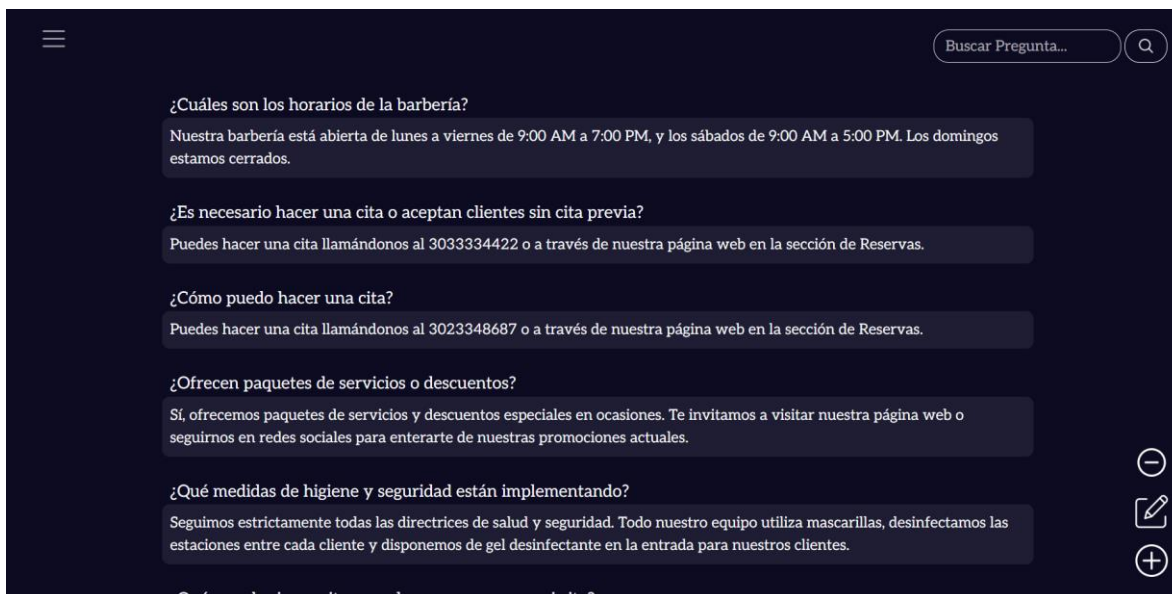 Buscar Pregunta...
¿Cuáles son los horarios de la barbería?
Nuestra barbería está abierta de lunes a viernes de 9:00 AM a 7:00 PM, y los sábados de 9:00 AM a 5:00 PM. Los domingos
estamos cerrados.
¿Es necesario hacer una cita o aceptan clientes sin cita previa?
Puedes hacer una cita llamándonos al 3033334422 o a través de nuestra página web en la sección de Reservas.
¿Cómo puedo hacer una cita?
Puedes hacer una cita llamándonos al 3023348687 o a través de nuestra página web en la sección de Reservas.
¿Ofrecen paquetes de servicios o descuentos?
Sí, ofrecemos paquetes de servicios y descuentos especiales en ocasiones. Te invitamos a visitar nuestra página web o
seguirnos en redes sociales para enterarte de nuestras promociones actuales.
¿Qué medidas de higiene y seguridad están implementando?
Seguimos estrictamente todas las directrices de salud y seguridad. Todo nuestro equipo utiliza mascarillas, desinfectamos las
estaciones entre cada cliente y disponemos de gel desinfectante en la entrada para nuestros clientes.